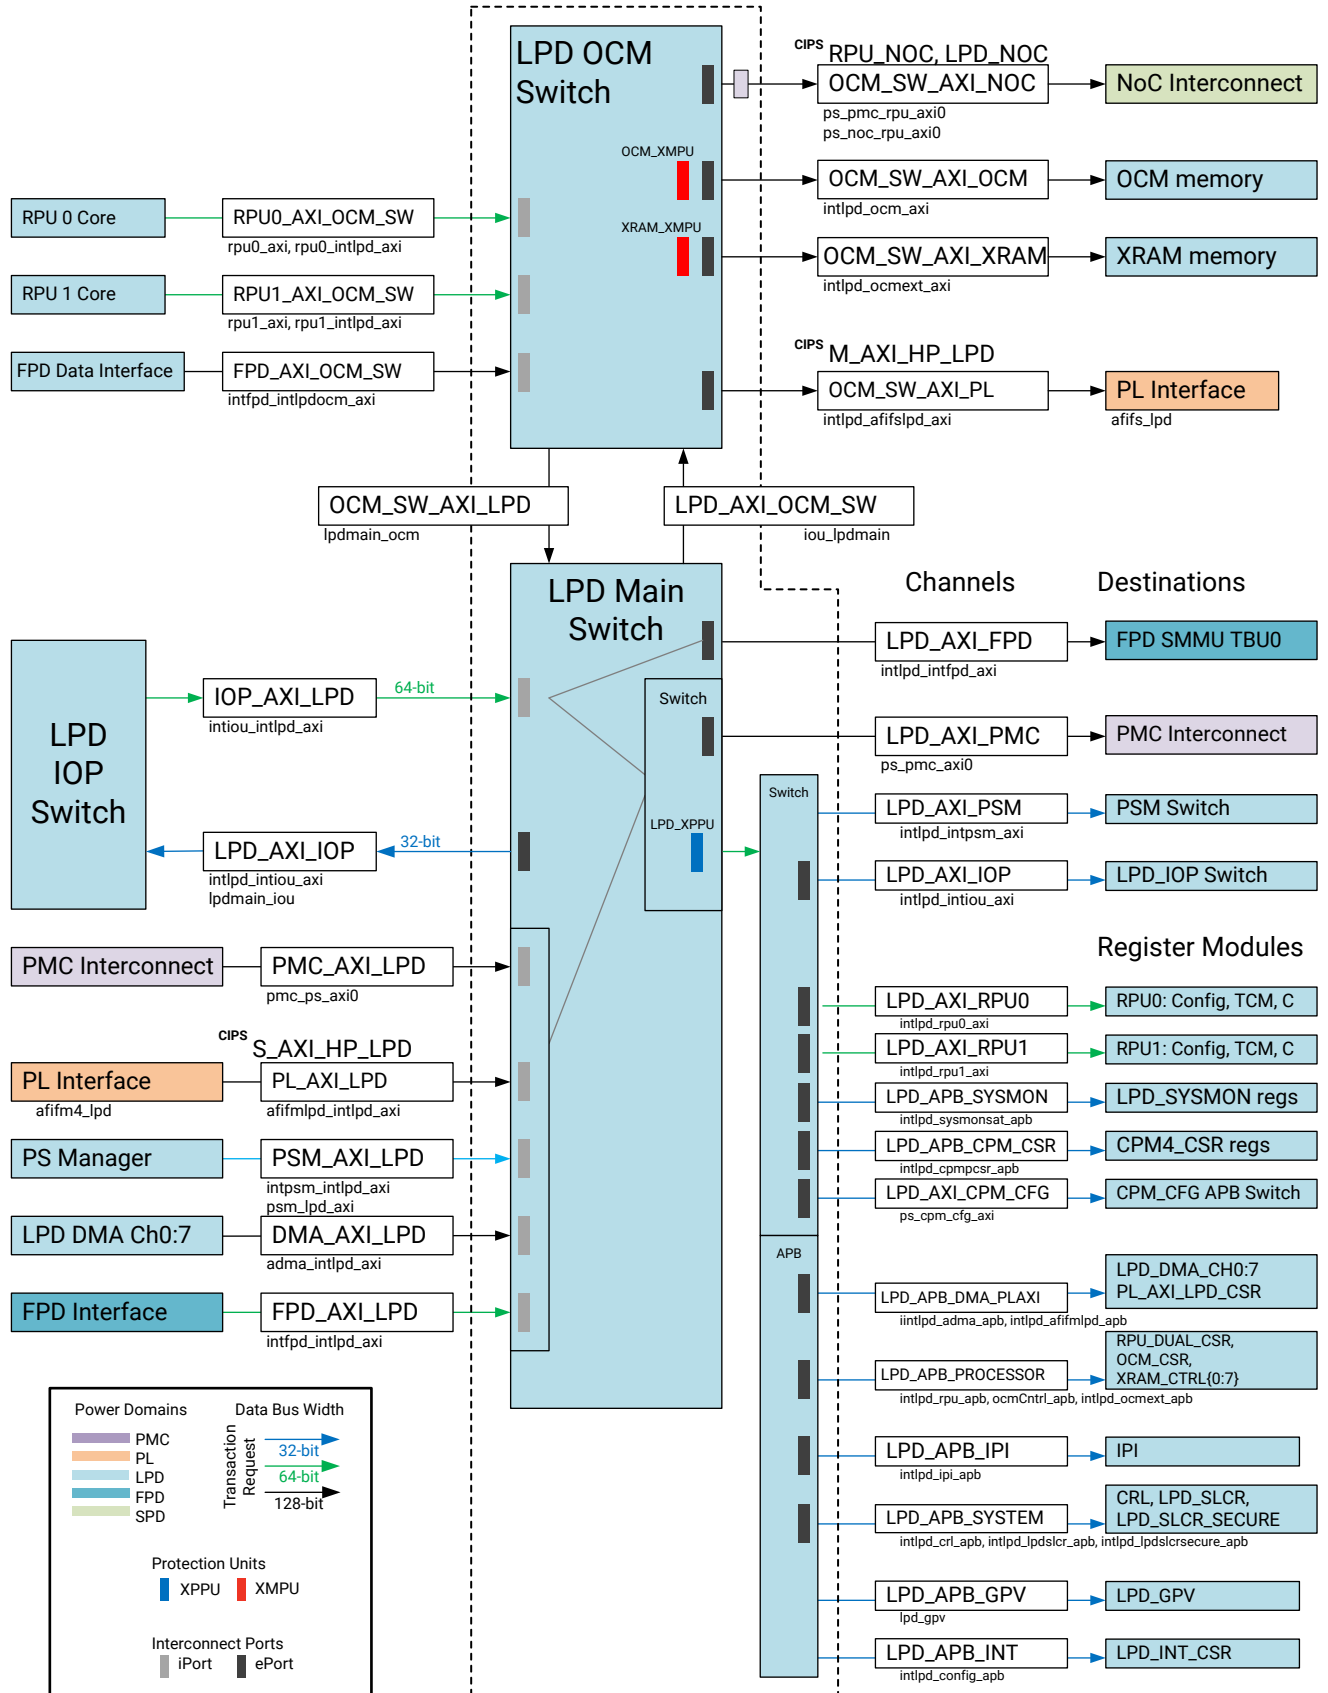 LPD OCM
Switch
CIPS RPU_NOC, LPD_NOC
OCM_SW_AXI_NOC
ps_pmc_rpu_axi0
ps_noc_rpu_axi0
NoC Interconnect
OCM_XMPU
OCM_SW_AXI_OCM
intlpd_ocm_axi
OCM memory
RPU 0 Core
RPU0_AXI_OCM_SW
rpu0_axi, rpu0_intlpd_axi
XRAM_XMPU
OCM_SW_AXI_XRAM
intlpd_ocmext_axi
XRAM memory
RPU 1 Core
RPU1_AXI_OCM_SW
rpu1_axi, rpu1_intlpd_axi
FPD Data Interface
FPD_AXI_OCM_SW
intfpd_intlpdocm_axi
CIPS M_AXI_HP_LPD
OCM_SW_AXI_PL
intlpd_afifslpd_axi
PL Interface
afifs_lpd
OCM_SW_AXI_LPD
lpdmain_ocm
LPD_AXI_OCM_SW
iou_lpdmain
LPD Main
Switch
Channels
Destinations
LPD_AXI_FPD
intlpd_intfpd_axi
FPD SMMU TBU0
LPD
IOP
Switch
IOP_AXI_LPD
intiou_intlpd_axi
64-bit
Switch
LPD_AXI_PMC
ps_pmc_axi0
PMC Interconnect
Switch
LPD_AXI_PSM
intlpd_intpsm_axi
PSM Switch
LPD_XPPU
LPD_AXI_IOP
intlpd_intiou_axi
lpdmain_iou
32-bit
LPD_AXI_IOP
intlpd_intiou_axi
LPD_IOP Switch
Register Modules
PMC Interconnect
PMC_AXI_LPD
pmc_ps_axi0
LPD_AXI_RPU0
intlpd_rpu0_axi
RPU0: Config, TCM, C
CIPS S_AXI_HP_LPD
LPD_AXI_RPU1
intlpd_rpu1_axi
RPU1: Config, TCM, C
PL Interface
afifm4_lpd
PL_AXI_LPD
afifmlpd_intlpd_axi
LPD_APB_SYSMON
intlpd_sysmonsat_apb
LPD_SYSMON regs
PS Manager
PSM_AXI_LPD
intpsm_intlpd_axi
psm_lpd_axi
LPD_APB_CPM_CSR
intlpd_cpmpcsr_apb
CPM4_CSR regs
LPD_AXI_CPM_CFG
ps_cpm_cfg_axi
CPM_CFG APB Switch
LPD DMA Ch0:7
DMA_AXI_LPD
adma_intlpd_axi
APB
LPD_APB_DMA_PLAXI
iintlpd_adma_apb, intlpd_afifmlpd_apb
LPD_DMA_CH0:7
PL_AXI_LPD_CSR
FPD Interface
FPD_AXI_LPD
intfpd_intlpd_axi
LPD_APB_PROCESSOR
intlpd_rpu_apb, ocmCntrl_apb, intlpd_ocmext_apb
RPU_DUAL_CSR,
OCM_CSR,
XRAM_CTRL{0:7}
LPD_APB_IPI
intlpd_ipi_apb
IPI
LPD_APB_SYSTEM
intlpd_crl_apb, intlpd_lpdslcr_apb, intlpd_lpdslcrsecure_apb
CRL, LPD_SLCR,
LPD_SLCR_SECURE
LPD_APB_GPV
lpd_gpv
LPD_GPV
LPD_APB_INT
intlpd_config_apb
LPD_INT_CSR
Power Domains
PMC
PL
LPD
FPD
SPD
Data Bus Width
Transaction
Request
32-bit
64-bit
128-bit
Protection Units
XPPU
XMPU
Interconnect Ports
iPort
ePort